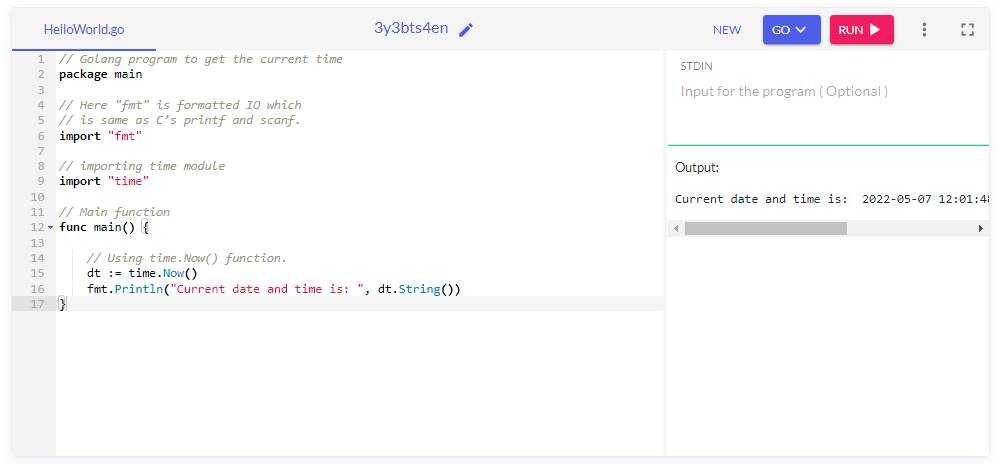 HelloWorld.go
3y3bts4en
NEW
GO
RUN
1 // Golang program to get the current time
2 package main
3
4 // Here "fmt" is formatted IO which
5 // is same as C’s printf and scanf.
6 import "fmt"
7
8 // importing time module
9 import "time"
10
11 // Main function
12 func main() {
13
14 // Using time.Now() function.
15 dt := time.Now()
16 fmt.Println("Current date and time is: ", dt.String())
17 }
STDIN
Input for the program ( Optional )
Output:
Current date and time is:  2022-05-07 12:01:48